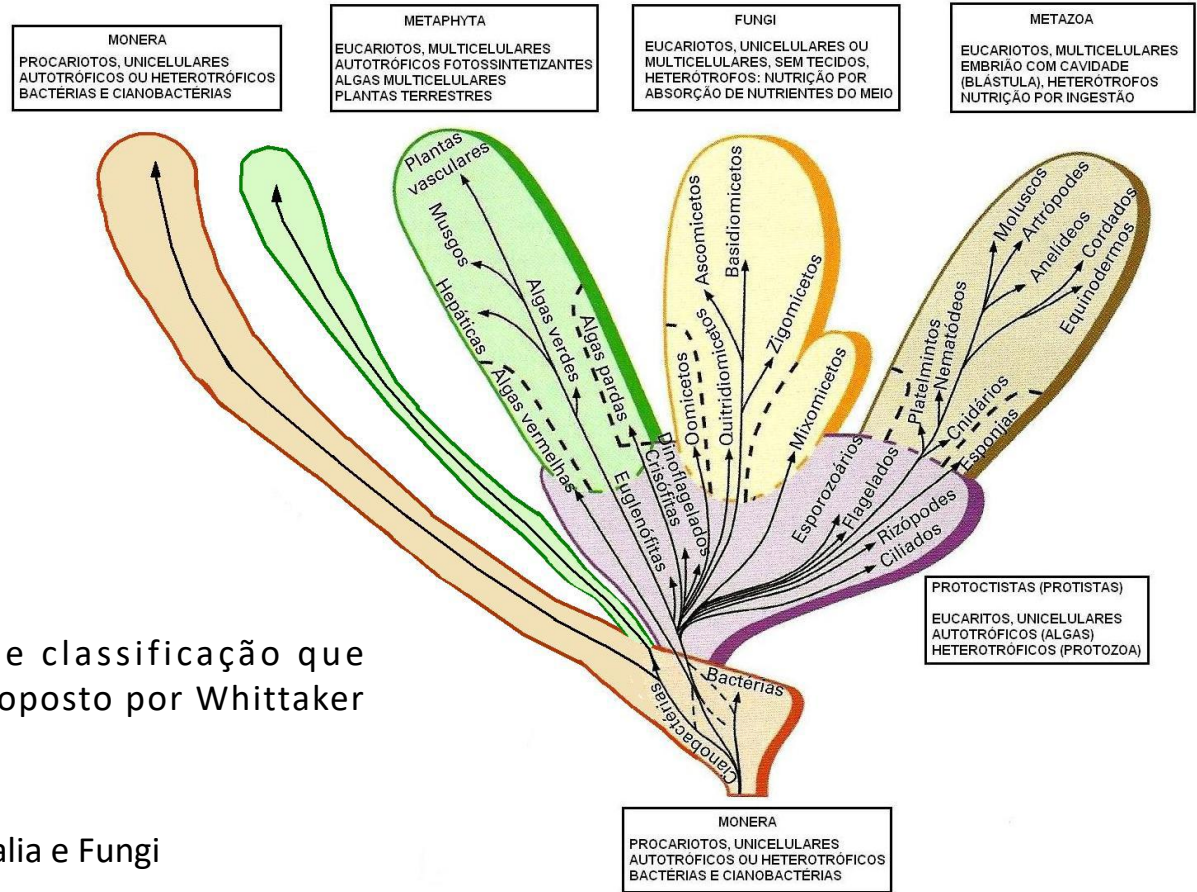 MONERA
PROCARIOTOS, UNICELULARES
AUTOTRÓFICOS OU HETEROTRÓFICOS
BACTÉRIAS E CIANOBACTÉRIAS
METAPHYTA
EUCARIOTOS, MULTICELULARES
AUTOTRÓFICOS FOTOSSINTETIZANTES
ALGAS MULTICELULARES
PLANTAS TERRESTRES
FUNGI
EUCARIOTOS, UNICELULARES OU
MULTICELULARES, SEM TECIDOS,
HETERÓTROFOS: NUTRIÇÃO POR
ABSORÇÃO DE NUTRIENTES DO MEIO
METAZOA
EUCARIOTOS, MULTICELULARES
EMBRIÃO COM CAVIDADE
(BLÁSTULA), HETERÓTROFOS
NUTRIÇÃO POR INGESTÃO
Plantas
vasculares
Musgos
Hepáticas
Algas verdes
Algas pardas
Algas vermelhas
Ascomicetos
Basidiomicetos
Zigomicetos
Oomicetos
Quitridiomicetos
Mixomicetos
Moluscos
Artrópodes
Anelídeos
Cordados
Equinodermos
Platelmintos
Nematódeos
Cnidários
Esponjas
Euglenófitas
Crisófitas
Dinoflagelados
Esporozoários
Flagelados
Rizópodes
Ciliados
PROTOCTISTAS (PROTISTAS)
EUCARITOS, UNICELULARES
AUTOTRÓFICOS (ALGAS)
HETEROTRÓFICOS (PROTOZOA)
e classificação que
oposto por Whittaker
Bactérias
Cianobactérias
alia e Fungi
MONERA
PROCARIOTOS, UNICELULARES
AUTOTRÓFICOS OU HETEROTRÓFICOS
BACTÉRIAS E CIANOBACTÉRIAS